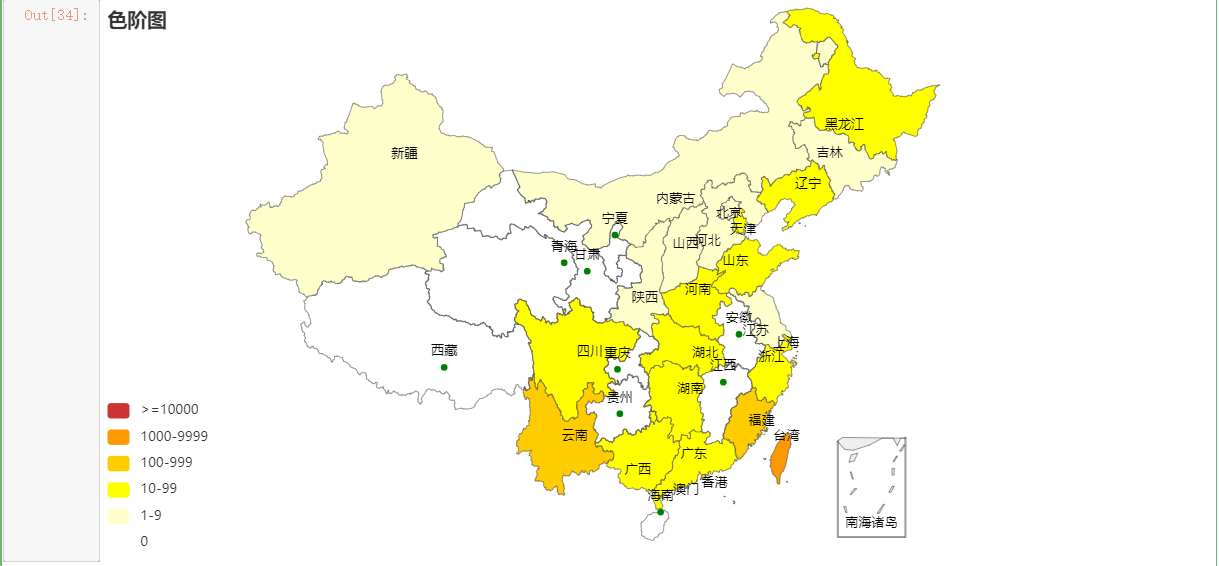 Out[34]:
色阶图
黑龙江
吉林
新疆
辽宁
内蒙古
北京
宁夏
天津
青海
甘肃
山西
河北
山东
陕西
河南
安徽
江苏
上海
西藏
四川
重庆
湖北
浙江
江西
贵州
湖南
福建
云南
台湾
广东
广西
香港
澳门
海南
南海诸岛
>=10000
1000-9999
100-999
10-99
1-9
0